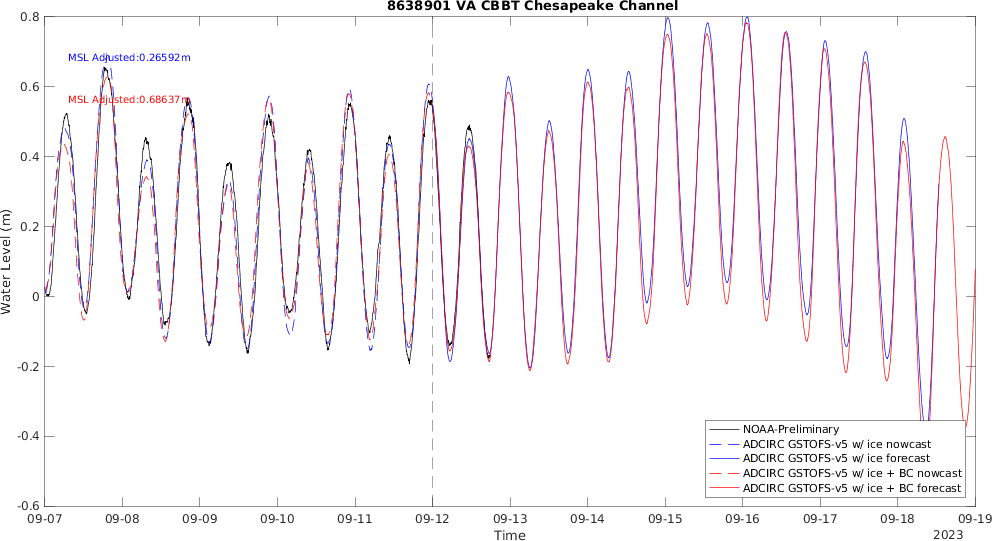 8638901 VA CBBT Chesapeake Channel
0.8
MSL Adjusted:0.26592m
0.6
MSL Adjusted:0.68637m
0.4
0.2
0
-0.2
-0.4
-0.6
Water Level (m)
NOAA-Preliminary
ADCIRC GSTOFS-v5 w/ ice nowcast
ADCIRC GSTOFS-v5 w/ ice forecast
ADCIRC GSTOFS-v5 w/ ice + BC nowcast
ADCIRC GSTOFS-v5 w/ ice + BC forecast
09-07 09-08 09-09 09-10 09-11 09-12 09-13 09-14 09-15 09-16 09-17 09-18 09-19
Time
2023